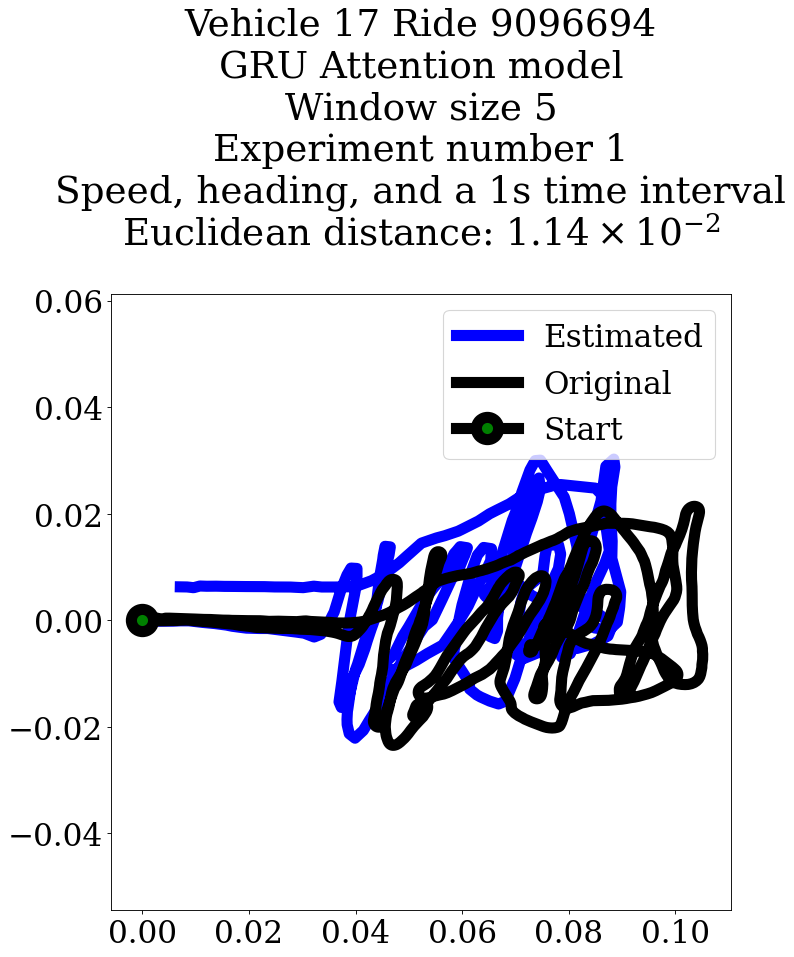 Vehicle 17 Ride 9096694
GRU Attention model
Window size 5
Experiment number 1
Speed, heading, and a 1s time interval
Euclidean distance: 1.14 × 10⁻²
Estimated
Original
Start
0.06
0.04
0.02
0.00
−0.02
−0.04
0.00 0.02 0.04 0.06 0.08 0.10